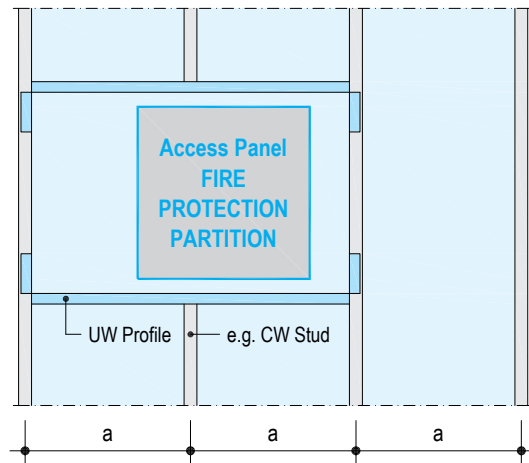 Access Panel
FIRE
PROTECTION
PARTITION
UW Profile
e.g. CW Stud
a
a
a